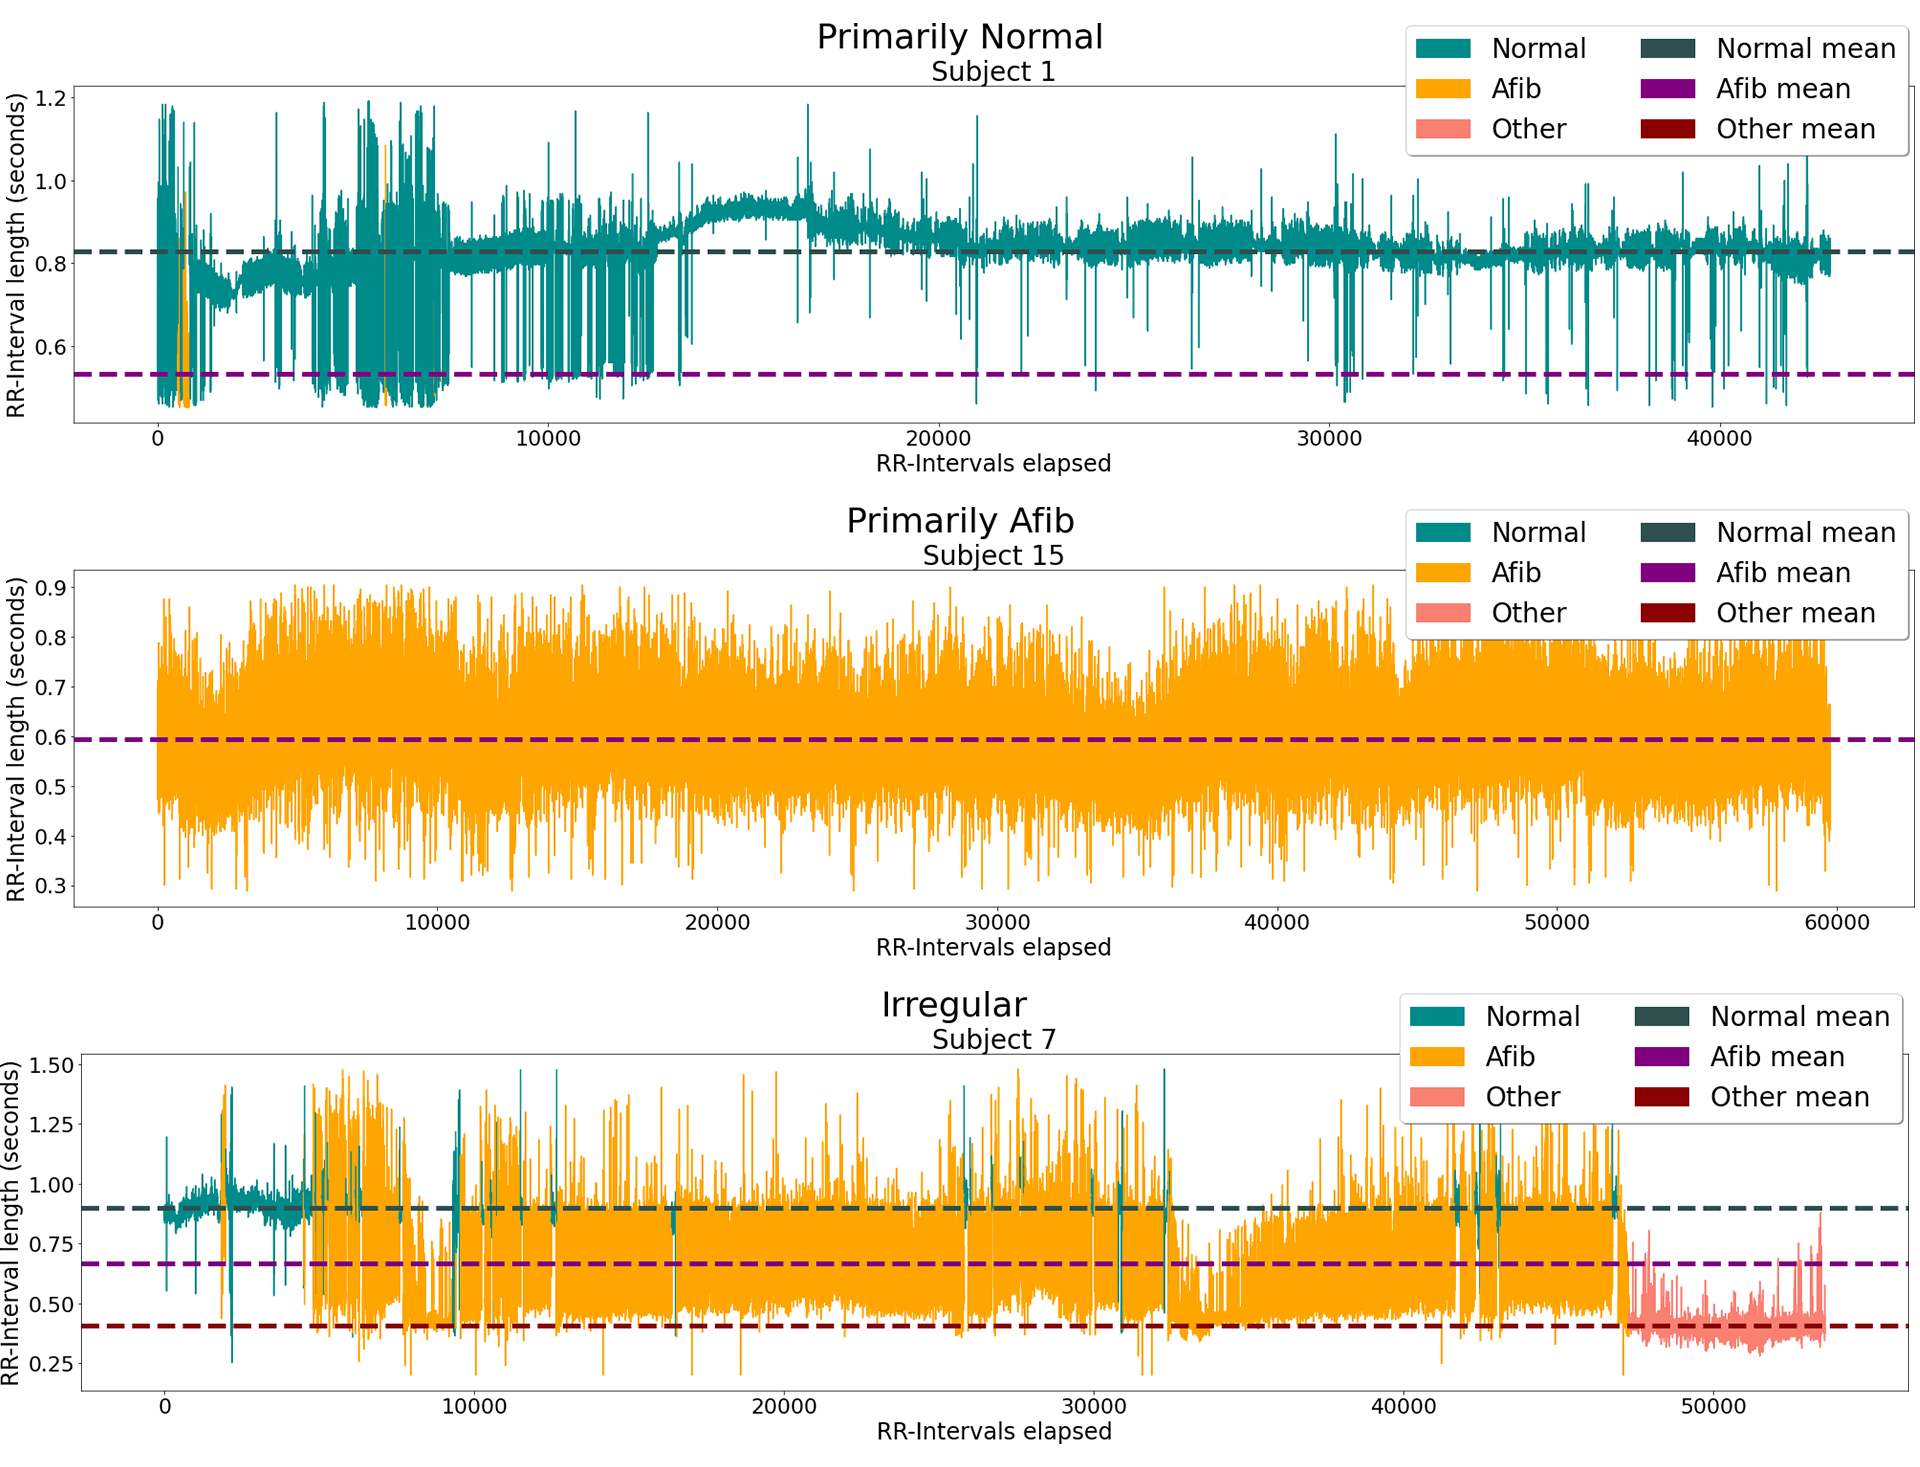 Primarily Normal
Subject 1
Normal Normal mean
Afib Afib mean
Other Other mean
RR-Interval length (seconds)
1.2
1.0
0.8
0.6
0 10000 20000 30000 40000
RR-Intervals elapsed
Primarily Afib
Subject 15
Normal Normal mean
Afib Afib mean
Other Other mean
RR-Interval length (seconds)
0.9
0.8
0.7
0.6
0.5
0.4
0.3
0 10000 20000 30000 40000 50000 60000
RR-Intervals elapsed
Irregular
Subject 7
Normal Normal mean
Afib Afib mean
Other Other mean
RR-Interval length (seconds)
1.50
1.25
1.00
0.75
0.50
0.25
0 10000 20000 30000 40000 50000
RR-Intervals elapsed